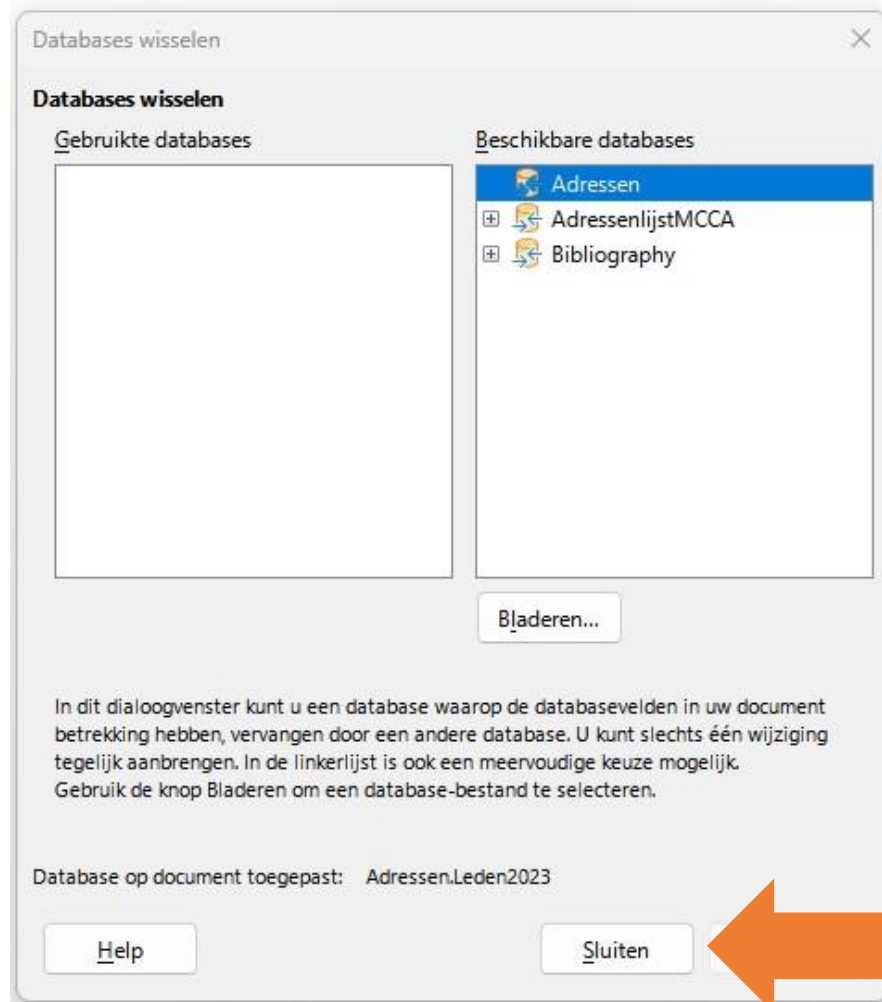 Databases wisselen
Databases wisselen
Gebruikte databases
Beschikbare databases
Adressen
AdressenlijstMCCA
Bibliography
Bladeren...
In dit dialoogvenster kunt u een database waarop de databasevelden in uw document
betrekking hebben, vervangen door een andere database. U kunt slechts één wijziging
tegelijk aanbrengen. In de linkerlijst is ook een meervoudige keuze mogelijk.
Gebruik de knop Bladeren om een database-bestand te selecteren.
Database op document toegepast: Adressen.Leden2023
Help
Sluiten